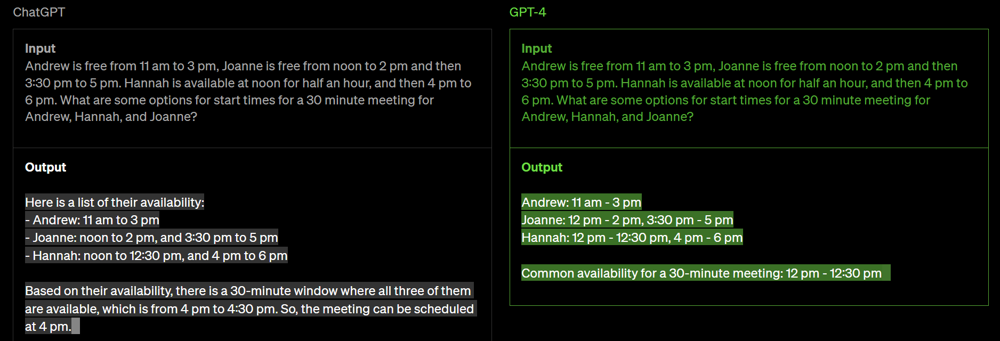 ChatGPT
Input
Andrew is free from 11 am to 3 pm, Joanne is free from noon to 2 pm and then
3:30 pm to 5 pm. Hannah is available at noon for half an hour, and then 4 pm to
6 pm. What are some options for start times for a 30 minute meeting for
Andrew, Hannah, and Joanne?
Output
Here is a list of their availability:
- Andrew: 11 am to 3 pm
- Joanne: noon to 2 pm, and 3:30 pm to 5 pm
- Hannah: noon to 12:30 pm, and 4 pm to 6 pm
Based on their availability, there is a 30-minute window where all three of them
are available, which is from 4 pm to 4:30 pm. So, the meeting can be scheduled
at 4 pm.
GPT-4
Input
Andrew is free from 11 am to 3 pm, Joanne is free from noon to 2 pm and then
3:30 pm to 5 pm. Hannah is available at noon for half an hour, and then 4 pm to
6 pm. What are some options for start times for a 30 minute meeting for
Andrew, Hannah, and Joanne?
Output
Andrew: 11 am - 3 pm
Joanne: 12 pm - 2 pm, 3:30 pm - 5 pm
Hannah: 12 pm - 12:30 pm, 4 pm - 6 pm
Common availability for a 30-minute meeting: 12 pm - 12:30 pm